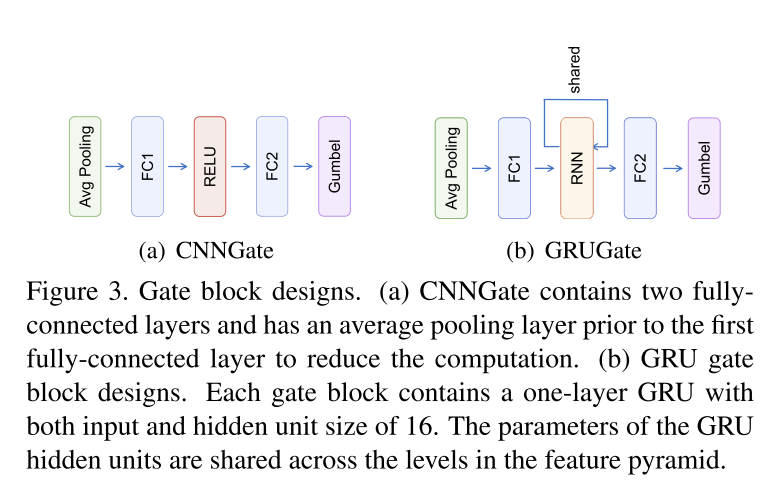 Avg Pooling
FC1
RELU
FC2
Gumbel
(a) CNNGate
shared
Avg Pooling
FC1
RNN
FC2
Gumbel
(b) GRUGate
Figure 3. Gate block designs. (a) CNNGate contains two fully-
connected layers and has an average pooling layer prior to the first
fully-connected layer to reduce the computation. (b) GRU gate
block designs. Each gate block contains a one-layer GRU with
both input and hidden unit size of 16. The parameters of the GRU
hidden units are shared across the levels in the feature pyramid.